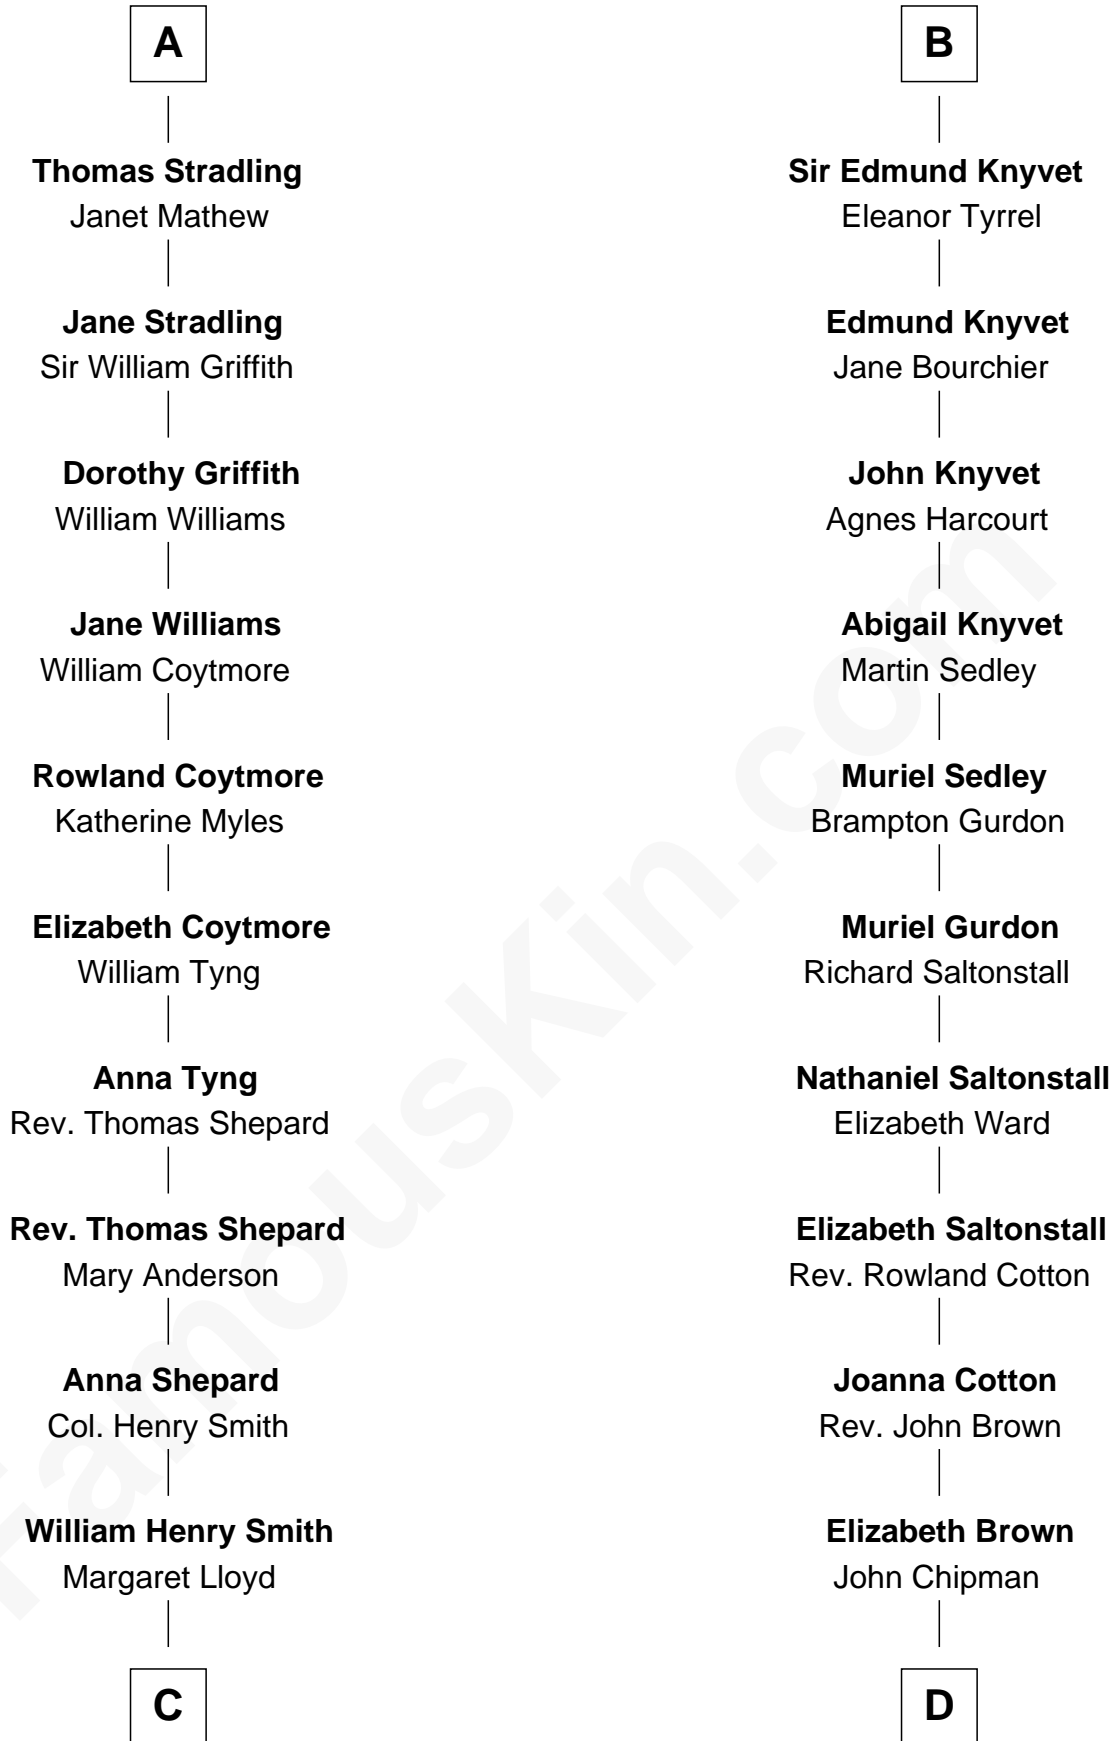 A
Thomas Stradling
Janet Mathew
Jane Stradling
Sir William Griffith
Dorothy Griffith
William Williams
Jane Williams
William Coytmore
Rowland Coytmore
Katherine Myles
Elizabeth Coytmore
William Tyng
Anna Tyng
Rev. Thomas Shepard
Rev. Thomas Shepard
Mary Anderson
Anna Shepard
Col. Henry Smith
William Henry Smith
Margaret Lloyd
C
B
Sir Edmund Knyvet
Eleanor Tyrrel
Edmund Knyvet
Jane Bourchier
John Knyvet
Agnes Harcourt
Abigail Knyvet
Martin Sedley
Muriel Sedley
Brampton Gurdon
Muriel Gurdon
Richard Saltonstall
Nathaniel Saltonstall
Elizabeth Ward
Elizabeth Saltonstall
Rev. Rowland Cotton
Joanna Cotton
Rev. John Brown
Elizabeth Brown
John Chipman
D
FamousKin.com